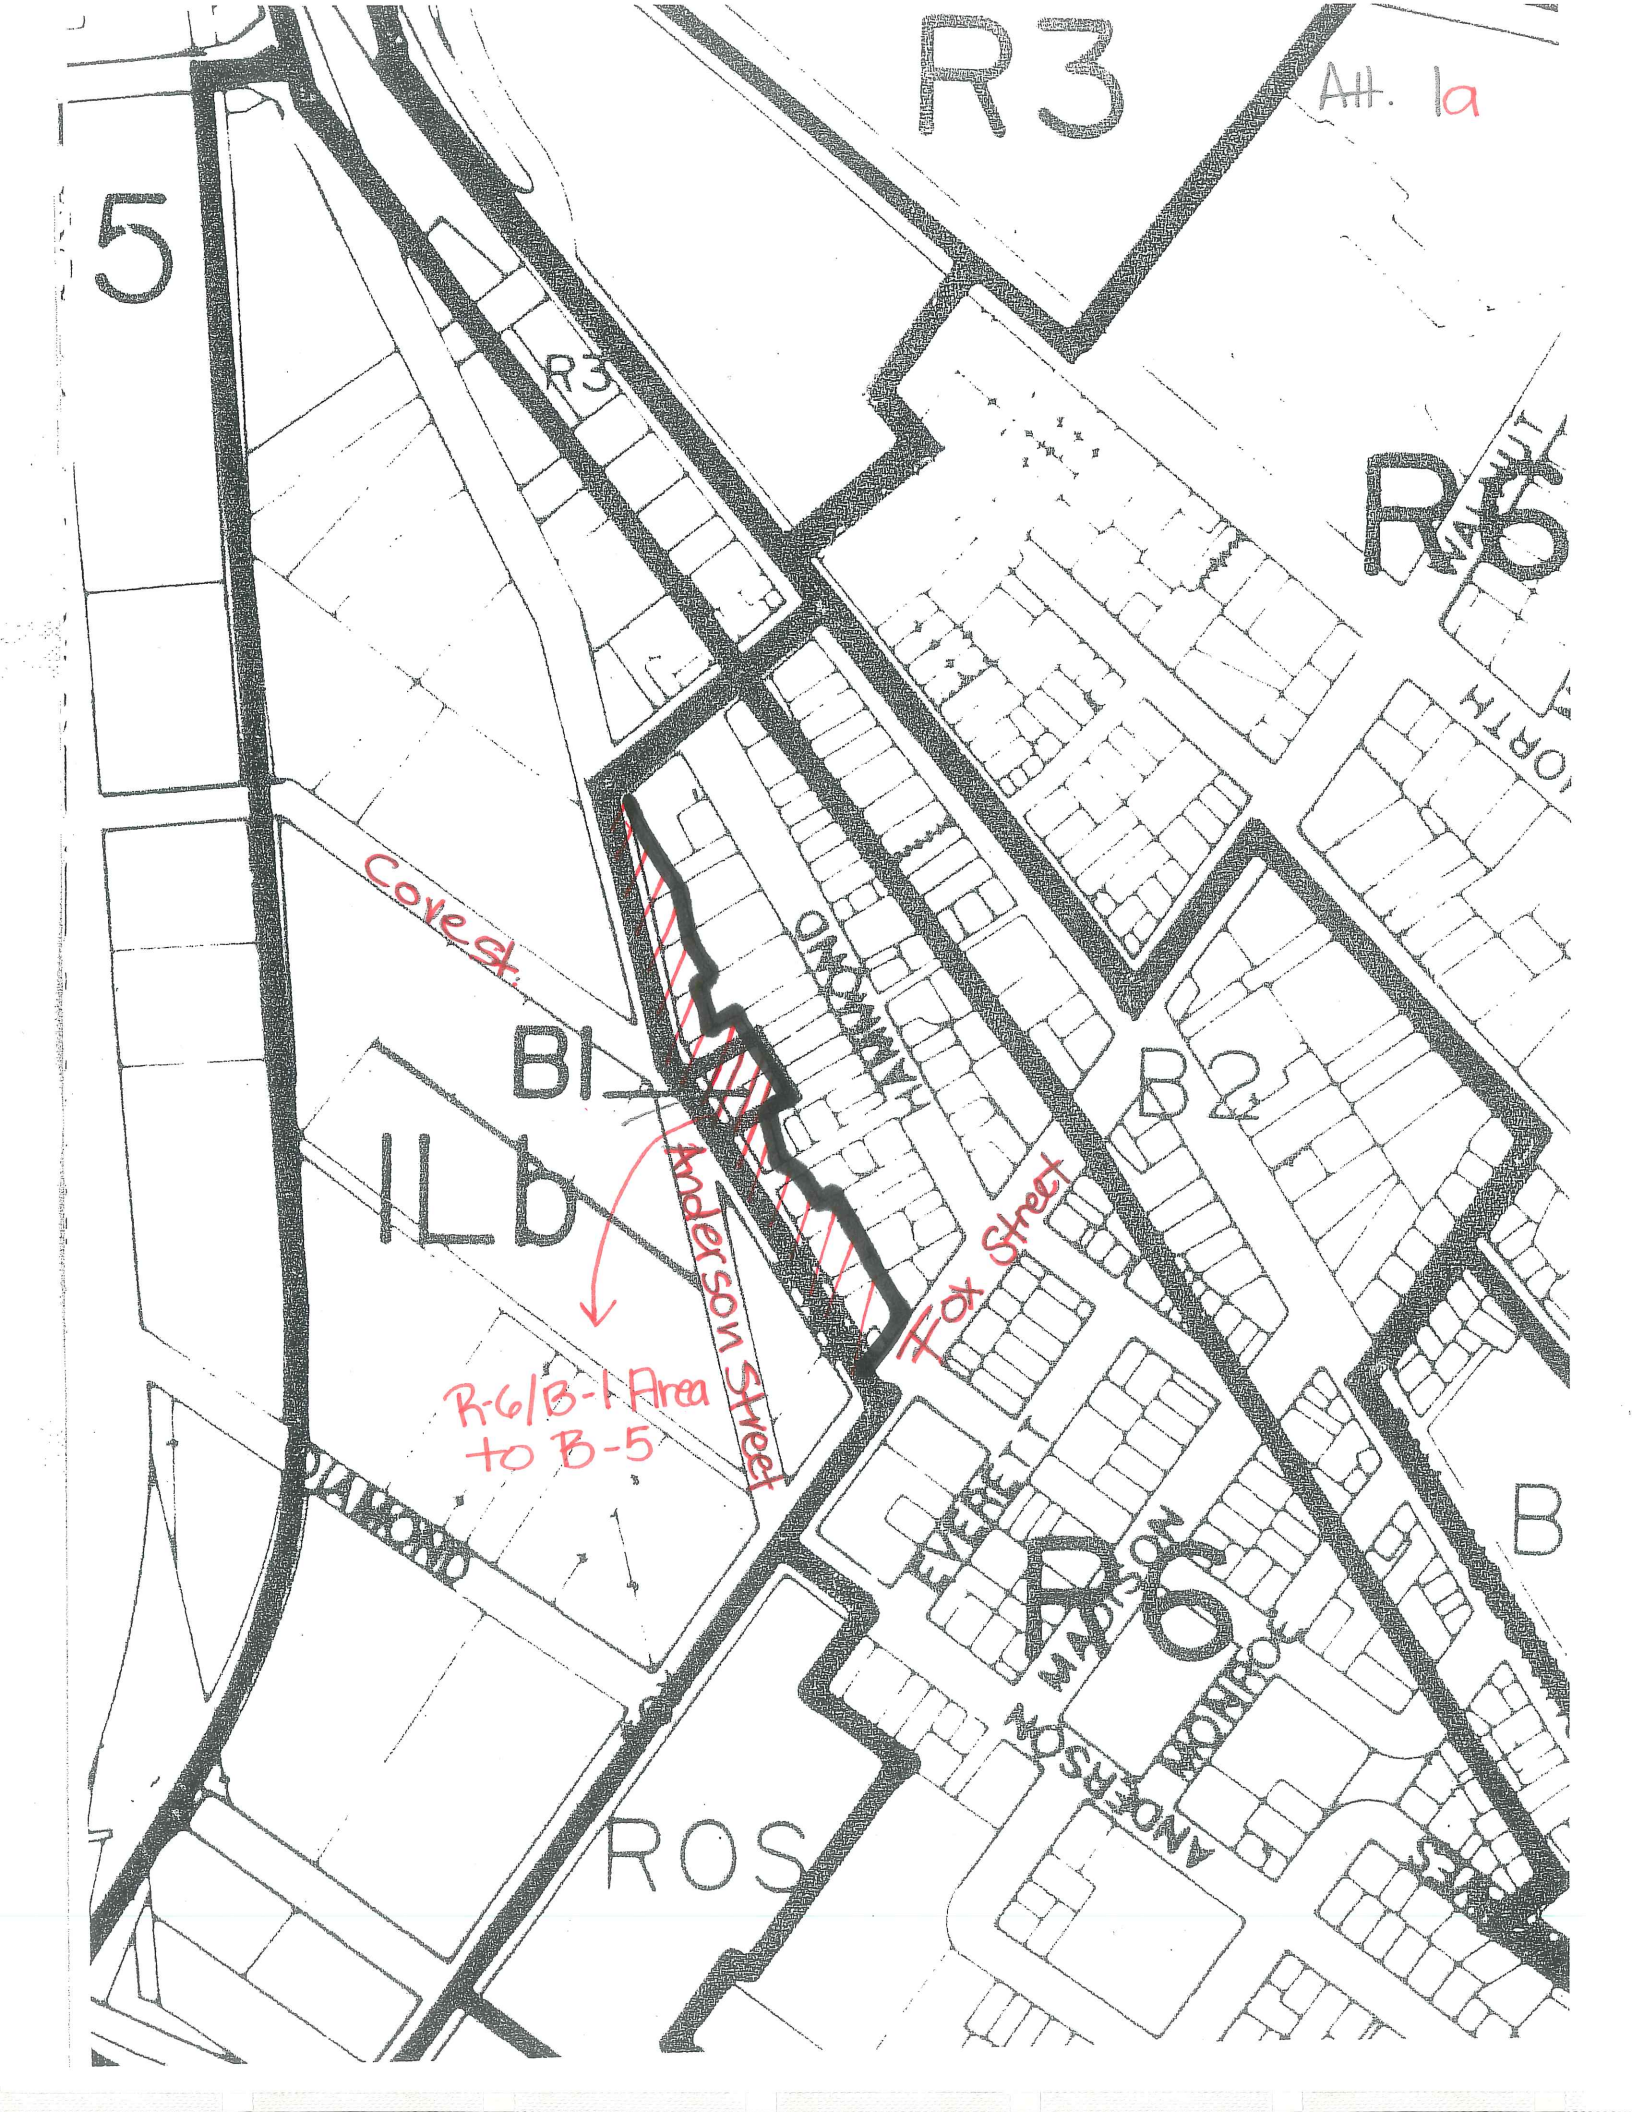 R3
Att. 1a
5
R3
WALNUT
R6
NORTH
Cove st.
HAMMOND
B1
B2
ILb
Anderson Street
Fox Street
R-6/B-1 Area
to B-5
DIAMOND
EVERETT
B
R6
MADISON
MONROE
ANDERSON
ROS